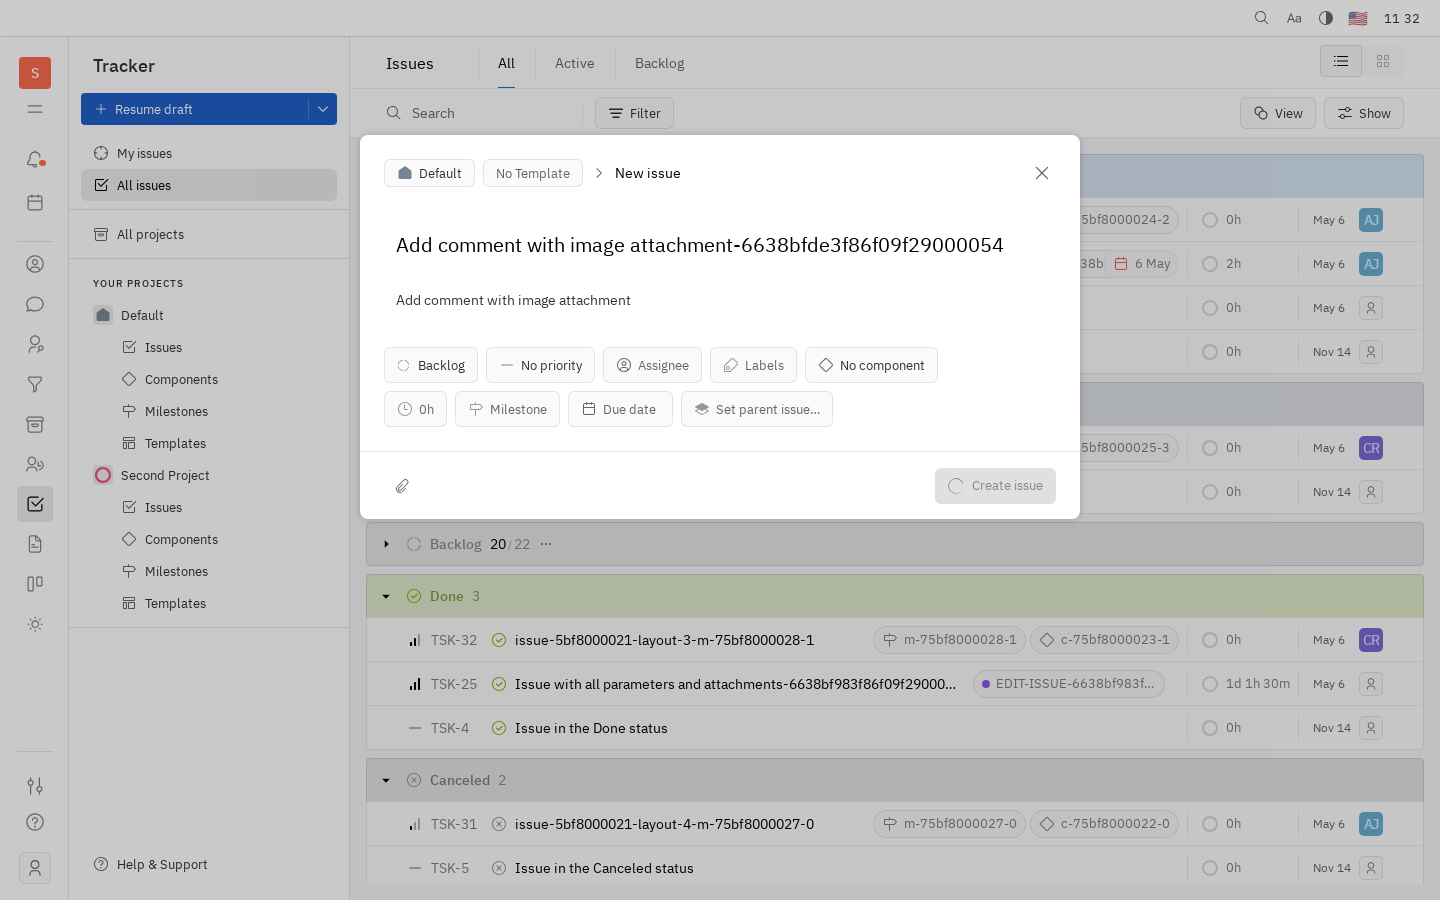 Aa 11 32
S
Tracker
Resume draft
My issues
All issues
All projects
YOUR PROJECTS
Default
Issues
Components
Milestones
Templates
Second Project
Issues
Components
Milestones
Templates
Help & Support
Issues All Active Backlog
Search Filter View Show
Default No Template New issue
Add comment with image attachment-6638bfde3f86f09f29000054
Add comment with image attachment
Backlog No priority Assignee Labels No component
0h Milestone Due date Set parent issue...
Create issue
5bf8000024-2 0h May 6 AJ
38b 6 May 2h May 6 AJ
0h May 6
0h Nov 14
5bf8000025-3 0h May 6 CR
0h Nov 14
Backlog 20/22 ...
Done 3
TSK-32 issue-5bf8000021-layout-3-m-75bf8000028-1 m-75bf8000028-1 c-75bf8000023-1 0h May 6 CR
TSK-25 Issue with all parameters and attachments-6638bf983f86f09f29000... EDIT-ISSUE-6638bf983f... 1d 1h 30m May 6
TSK-4 Issue in the Done status 0h Nov 14
Canceled 2
TSK-31 issue-5bf8000021-layout-4-m-75bf8000027-0 m-75bf8000027-0 c-75bf8000022-0 0h May 6 AJ
TSK-5 Issue in the Canceled status 0h Nov 14